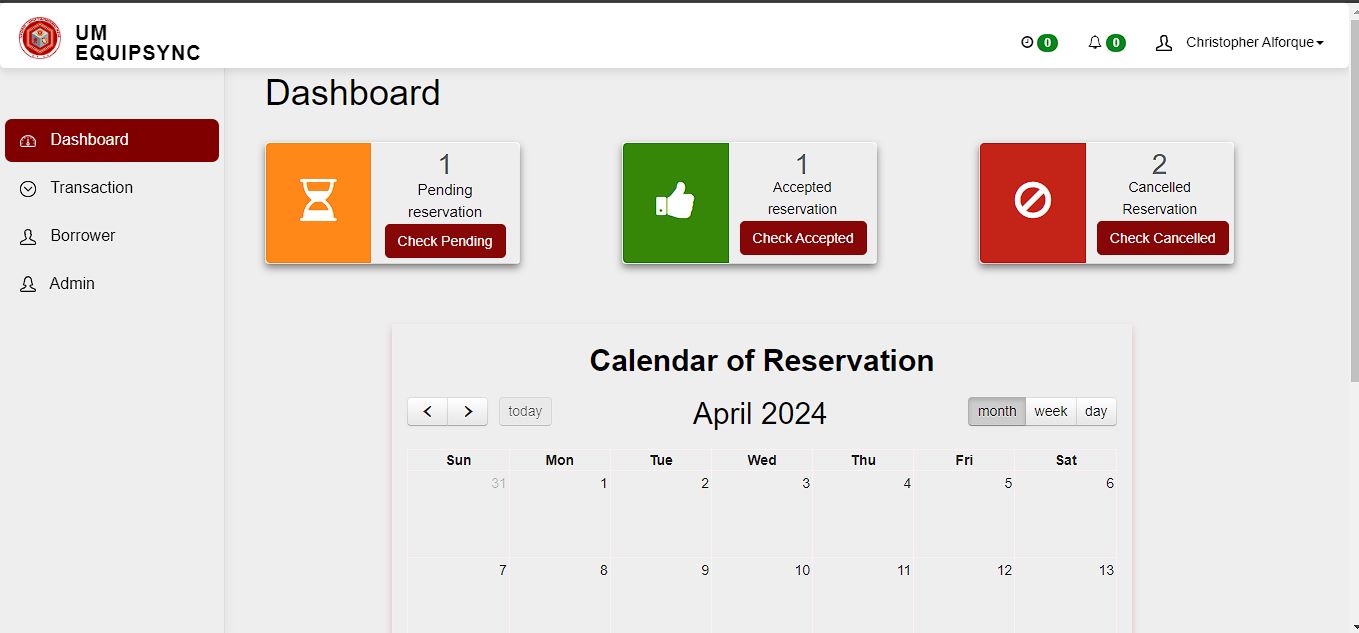 UM
EQUIPSYNC
0
0
Christopher Alforque
Dashboard
Dashboard
Transaction
Borrower
Admin
1
Pending
reservation
Check Pending
1
Accepted
reservation
Check Accepted
2
Cancelled
Reservation
Check Cancelled
Calendar of Reservation
today
April 2024
month week day
Sun Mon Tue Wed Thu Fri Sat
31 1 2 3 4 5 6
7 8 9 10 11 12 13